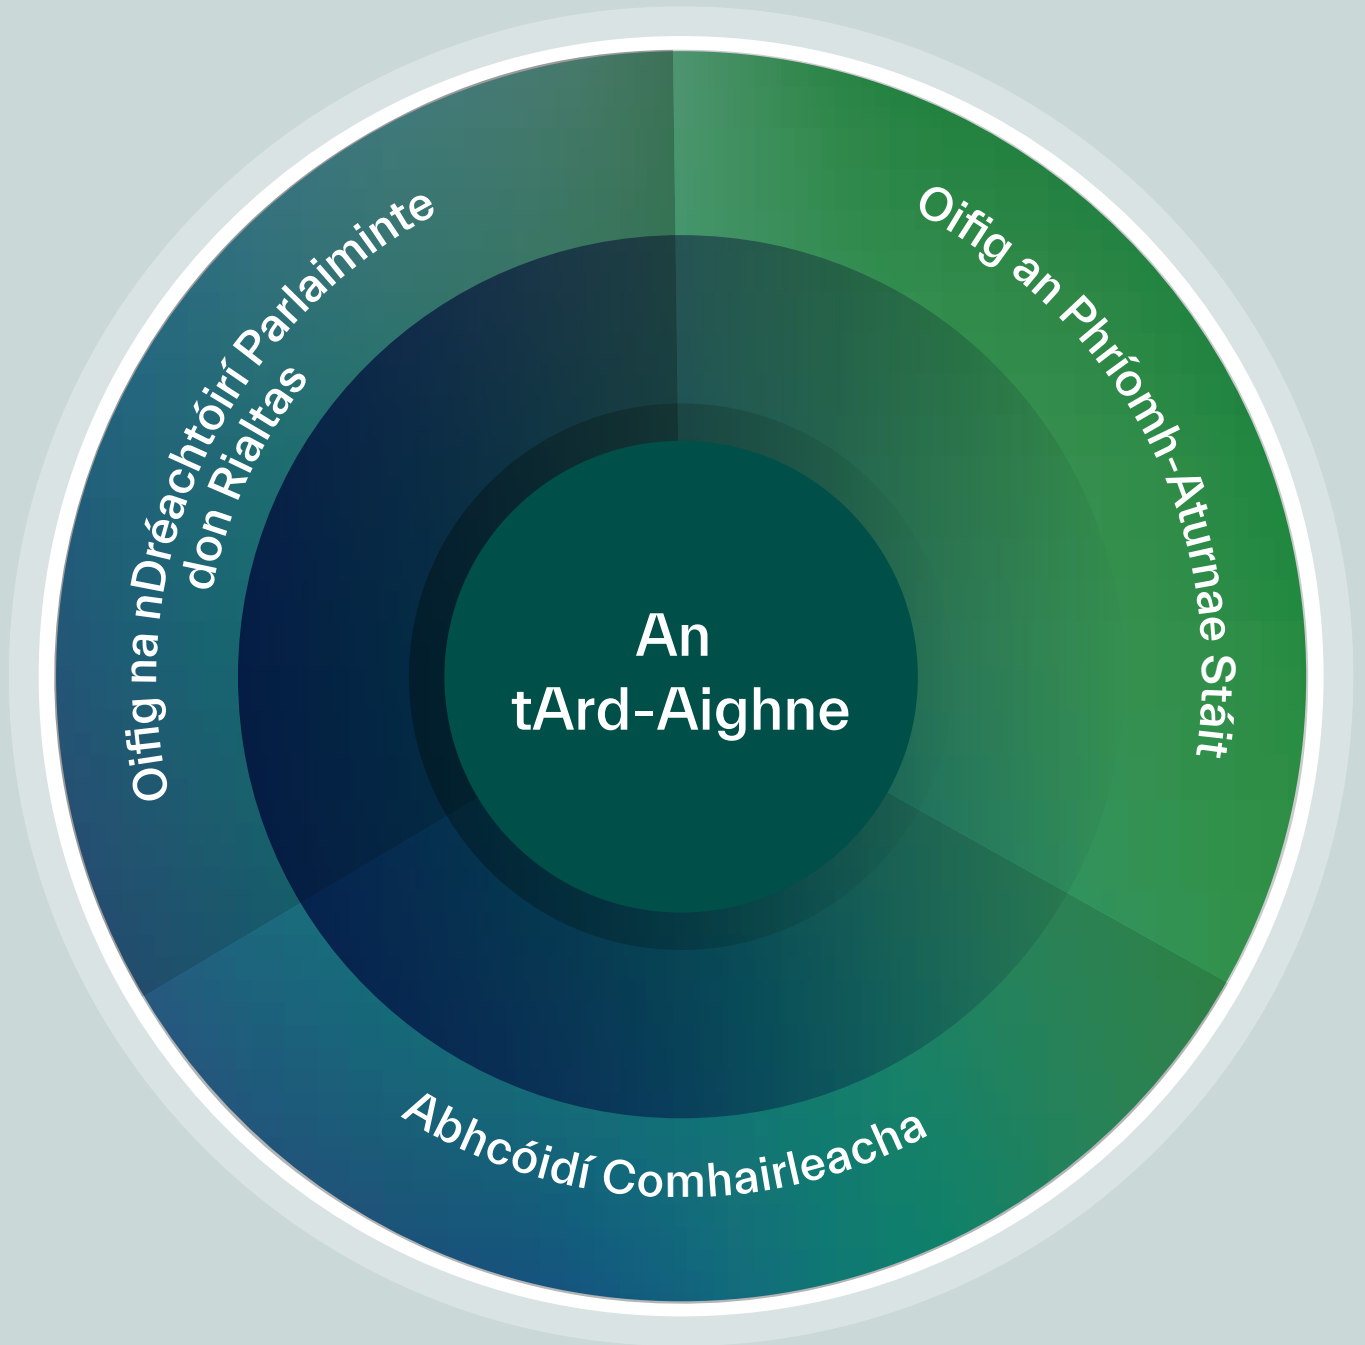 Oifig na nDréachtóirí Parlaiminte
don Rialtas
Oifig an Phríomh-Aturnae Stáit
An
tArd-Aighne
Abhcóidí Comhairleacha